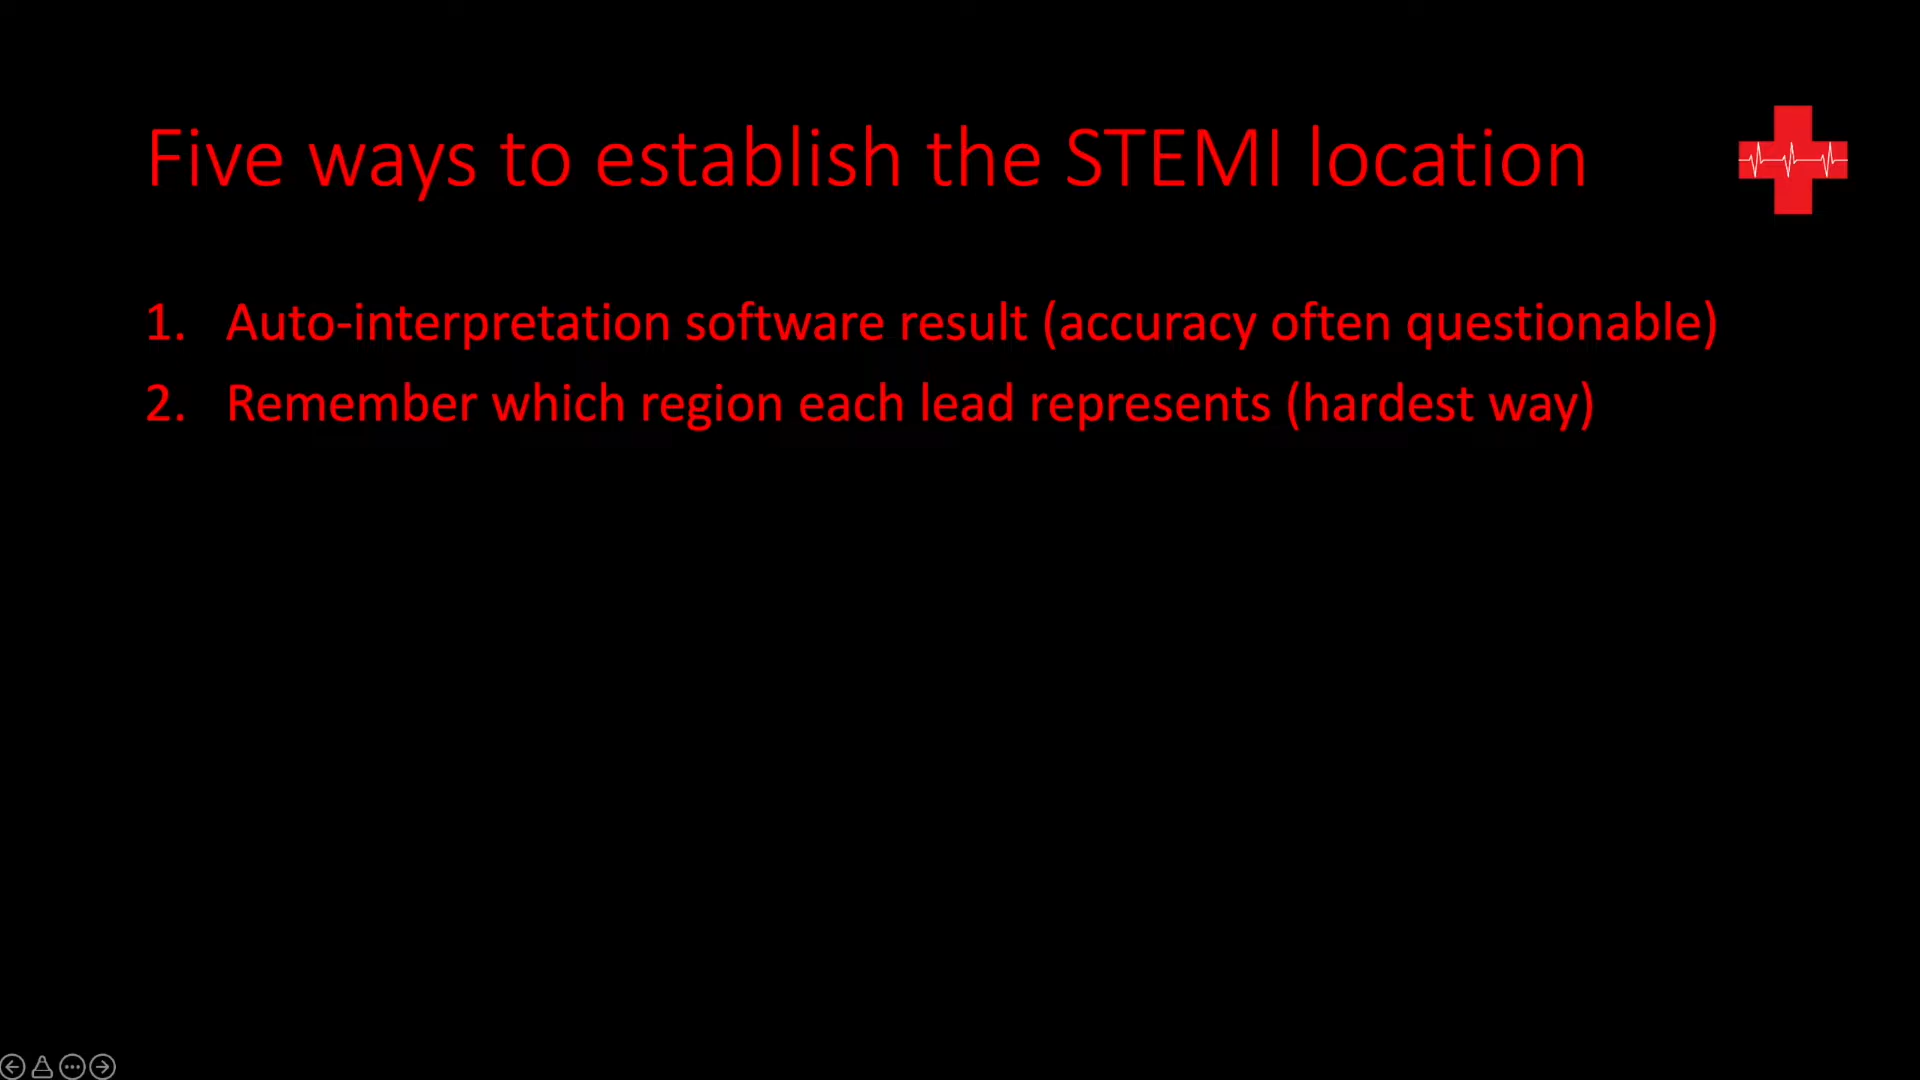 Five ways to establish the STEMI location
1. Auto-interpretation software result (accuracy often questionable)
2. Remember which region each lead represents (hardest way)